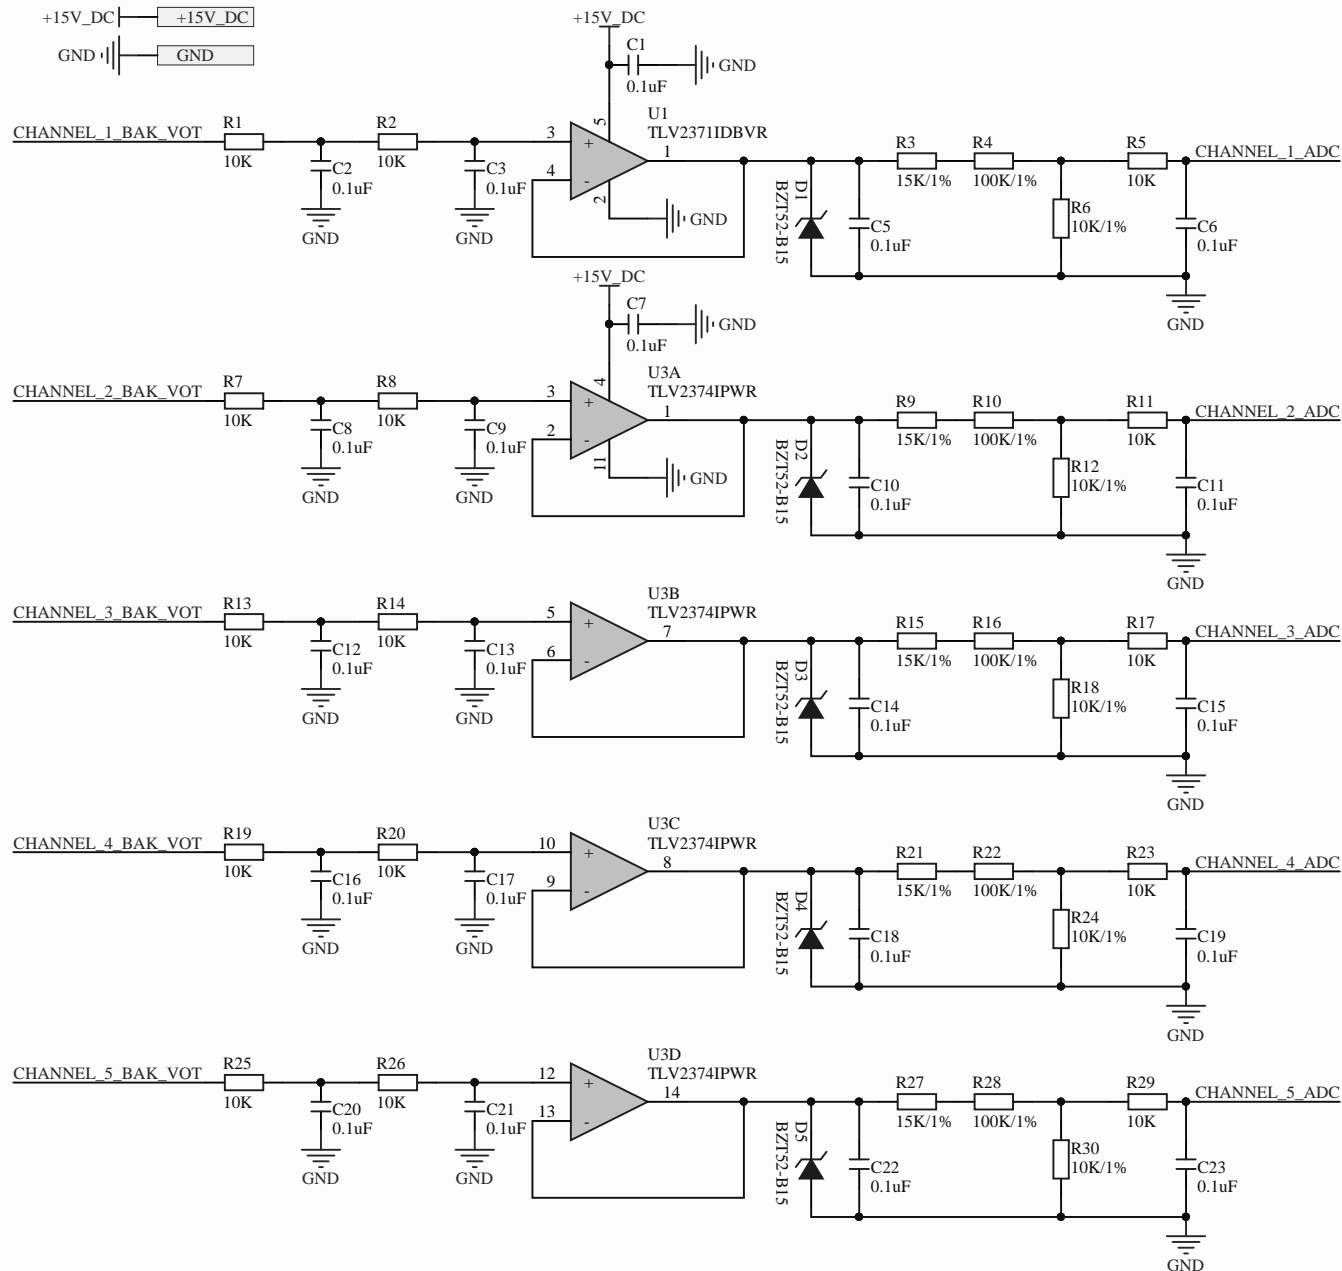 +15V_DC +15V_DC
GND GND
+15V_DC
C1
0.1uF
GND
CHANNEL_1_BAK_VOT
R1
10K
C2
0.1uF
GND
R2
10K
C3
0.1uF
GND
U1
TLV2371IDBVR
3
4
5
2
1
+
-
GND
D1
BZT52-B15
C5
0.1uF
R3
15K/1%
R4
100K/1%
R6
10K/1%
R5
10K
C6
0.1uF
CHANNEL_1_ADC
GND
+15V_DC
C7
0.1uF
GND
CHANNEL_2_BAK_VOT
R7
10K
C8
0.1uF
GND
R8
10K
C9
0.1uF
GND
U3A
TLV2374IPWR
3
2
4
11
1
+
-
GND
D2
BZT52-B15
C10
0.1uF
R9
15K/1%
R10
100K/1%
R12
10K/1%
R11
10K
C11
0.1uF
CHANNEL_2_ADC
GND
CHANNEL_3_BAK_VOT
R13
10K
C12
0.1uF
GND
R14
10K
C13
0.1uF
GND
U3B
TLV2374IPWR
5
6
7
+
-
D3
BZT52-B15
C14
0.1uF
R15
15K/1%
R16
100K/1%
R18
10K/1%
R17
10K
C15
0.1uF
CHANNEL_3_ADC
GND
CHANNEL_4_BAK_VOT
R19
10K
C16
0.1uF
GND
R20
10K
C17
0.1uF
GND
U3C
TLV2374IPWR
10
9
8
+
-
D4
BZT52-B15
C18
0.1uF
R21
15K/1%
R22
100K/1%
R24
10K/1%
R23
10K
C19
0.1uF
CHANNEL_4_ADC
GND
CHANNEL_5_BAK_VOT
R25
10K
C20
0.1uF
GND
R26
10K
C21
0.1uF
GND
U3D
TLV2374IPWR
12
13
14
+
-
D5
BZT52-B15
C22
0.1uF
R27
15K/1%
R28
100K/1%
R30
10K/1%
R29
10K
C23
0.1uF
CHANNEL_5_ADC
GND